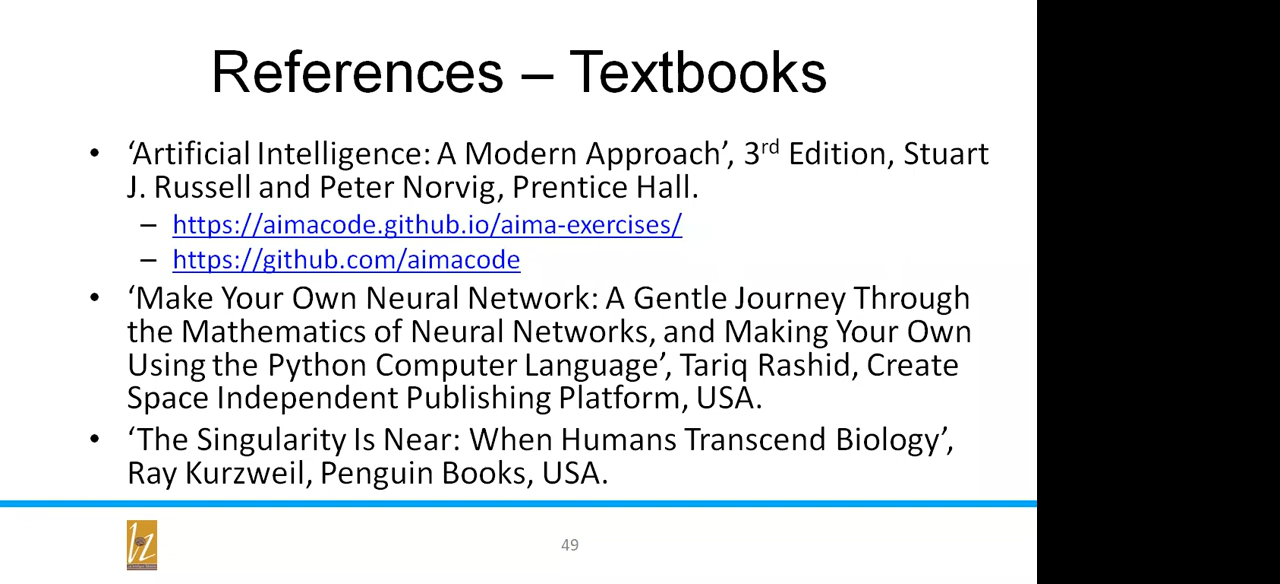 References – Textbooks
• ‘Artificial Intelligence: A Modern Approach’, 3rd Edition, Stuart
J. Russell and Peter Norvig, Prentice Hall.
– https://aimacode.github.io/aima-exercises/
– https://github.com/aimacode
• ‘Make Your Own Neural Network: A Gentle Journey Through
the Mathematics of Neural Networks, and Making Your Own
Using the Python Computer Language’, Tariq Rashid, Create
Space Independent Publishing Platform, USA.
• ‘The Singularity Is Near: When Humans Transcend Biology’,
Ray Kurzweil, Penguin Books, USA.
49